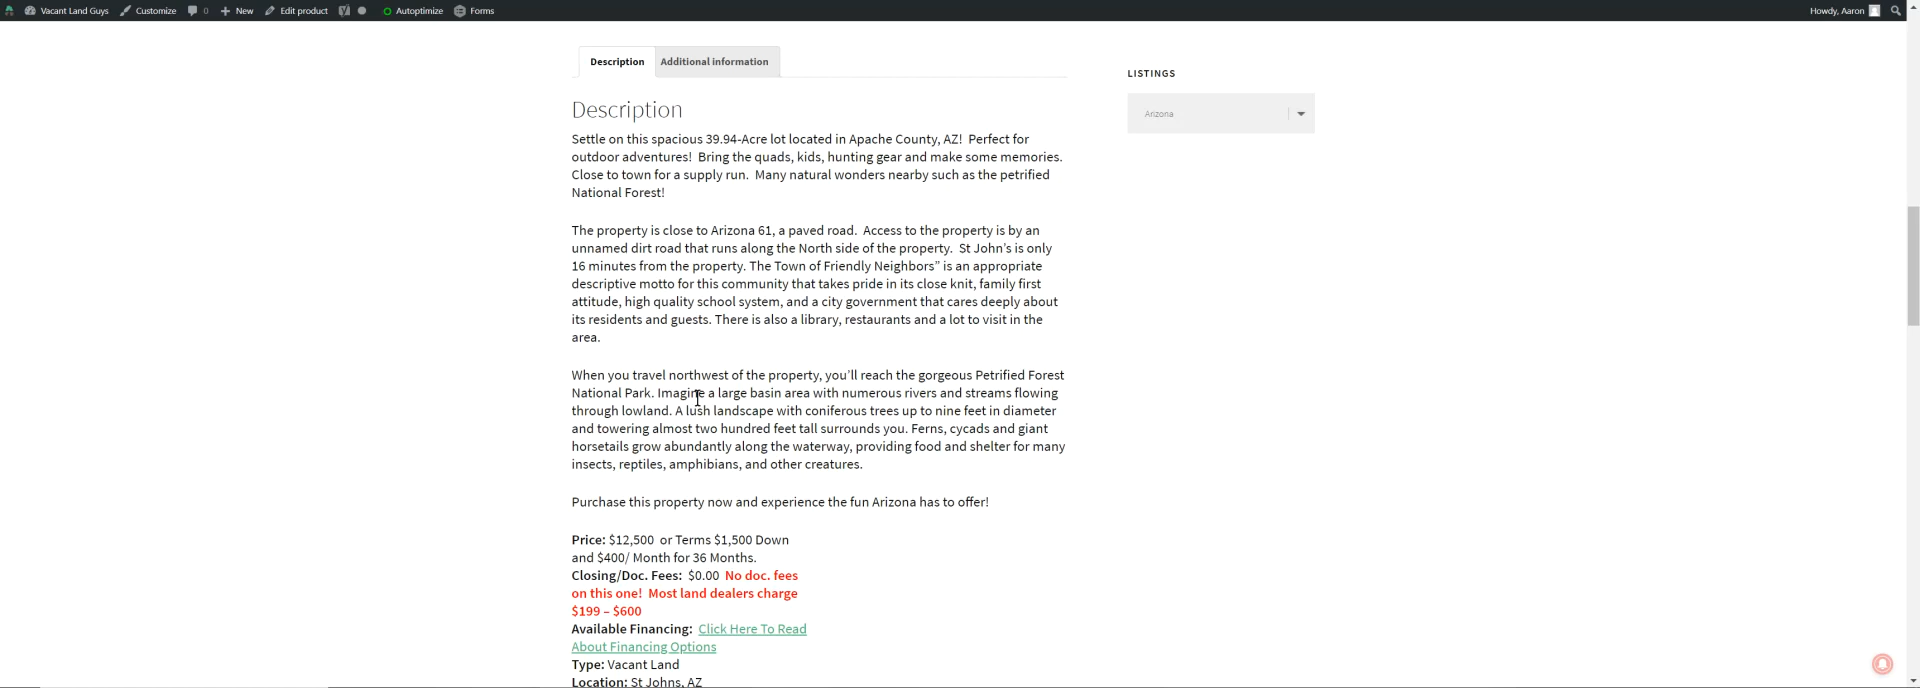 Vacant Land Guys Customize 0 New Edit product Autoptimize Forms Howdy, Aaron
Description Additional information
LISTINGS
Arizona
Description
Settle on this spacious 39.94-Acre lot located in Apache County, AZ! Perfect for
outdoor adventures! Bring the quads, kids, hunting gear and make some memories.
Close to town for a supply run. Many natural wonders nearby such as the petrified
National Forest!
The property is close to Arizona 61, a paved road. Access to the property is by an
unnamed dirt road that runs along the North side of the property. St John's is only
16 minutes from the property. The Town of Friendly Neighbors” is an appropriate
descriptive motto for this community that takes pride in its close knit, family first
attitude, high quality school system, and a city government that cares deeply about
its residents and guests. There is also a library, restaurants and a lot to visit in the
area.
When you travel northwest of the property, you'll reach the gorgeous Petrified Forest
National Park. Imagine a large basin area with numerous rivers and streams flowing
through lowland. A lush landscape with coniferous trees up to nine feet in diameter
and towering almost two hundred feet tall surrounds you. Ferns, cycads and giant
horsetails grow abundantly along the waterway, providing food and shelter for many
insects, reptiles, amphibians, and other creatures.
Purchase this property now and experience the fun Arizona has to offer!
Price: $12,500 or Terms $1,500 Down
and $400/ Month for 36 Months.
Closing/Doc. Fees: $0.00 No doc. fees
on this one! Most land dealers charge
$199 – $600
Available Financing: Click Here To Read
About Financing Options
Type: Vacant Land
Location: St Johns, AZ